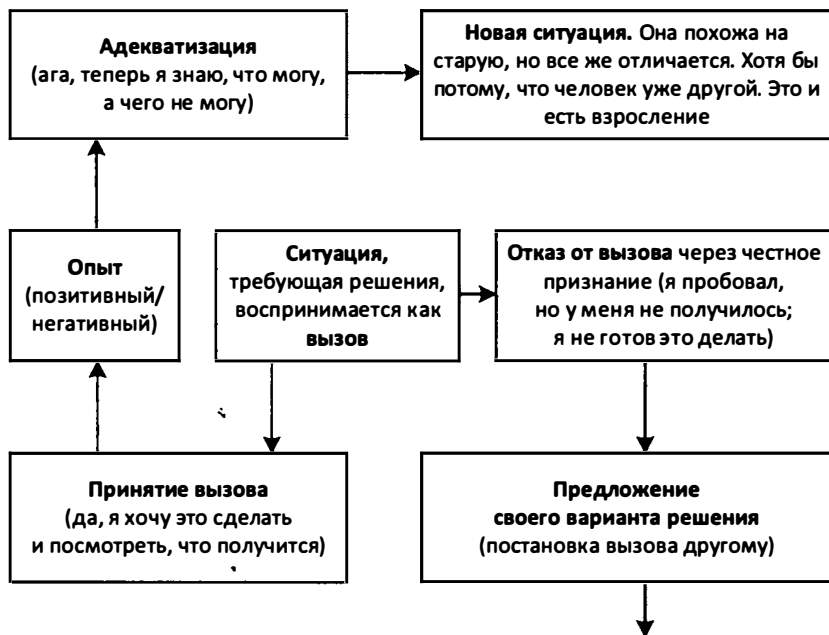 Адекватизация
(ага, теперь я знаю, что могу,
а чего не могу)
Новая ситуация. Она похожа на
старую, но все же отличается. Хотя бы
потому, что человек уже другой. Это и
есть взросление
Опыт
(позитивный/
негативный)
Ситуация,
требующая решения,
воспринимается как
вызов
Отказ от вызова через честное
признание (я пробовал,
но у меня не получилось;
я не готов это делать)
Принятие вызова
(да, я хочу это сделать
и посмотреть, что получится)
Предложение
своего варианта решения
(постановка вызова другому)